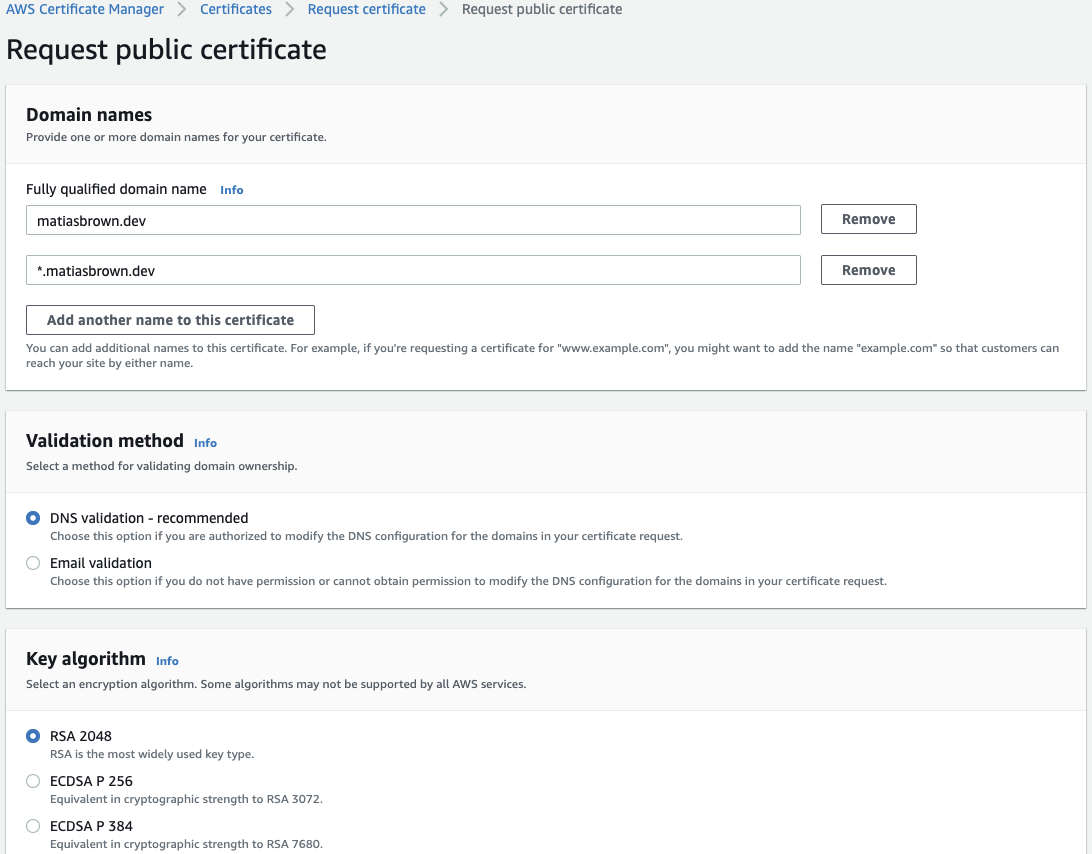 AWS Certificate Manager > Certificates > Request certificate > Request public certificate
Request public certificate
Domain names
Provide one or more domain names for your certificate.
Fully qualified domain name Info
matiasbrown.dev Remove
*.matiasbrown.dev Remove
Add another name to this certificate
You can add additional names to this certificate. For example, if you're requesting a certificate for "www.example.com", you might want to add the name "example.com" so that customers can
reach your site by either name.
Validation method Info
Select a method for validating domain ownership.
DNS validation - recommended
Choose this option if you are authorized to modify the DNS configuration for the domains in your certificate request.
Email validation
Choose this option if you do not have permission or cannot obtain permission to modify the DNS configuration for the domains in your certificate request.
Key algorithm Info
Select an encryption algorithm. Some algorithms may not be supported by all AWS services.
RSA 2048
RSA is the most widely used key type.
ECDSA P 256
Equivalent in cryptographic strength to RSA 3072.
ECDSA P 384
Equivalent in cryptographic strength to RSA 7680.